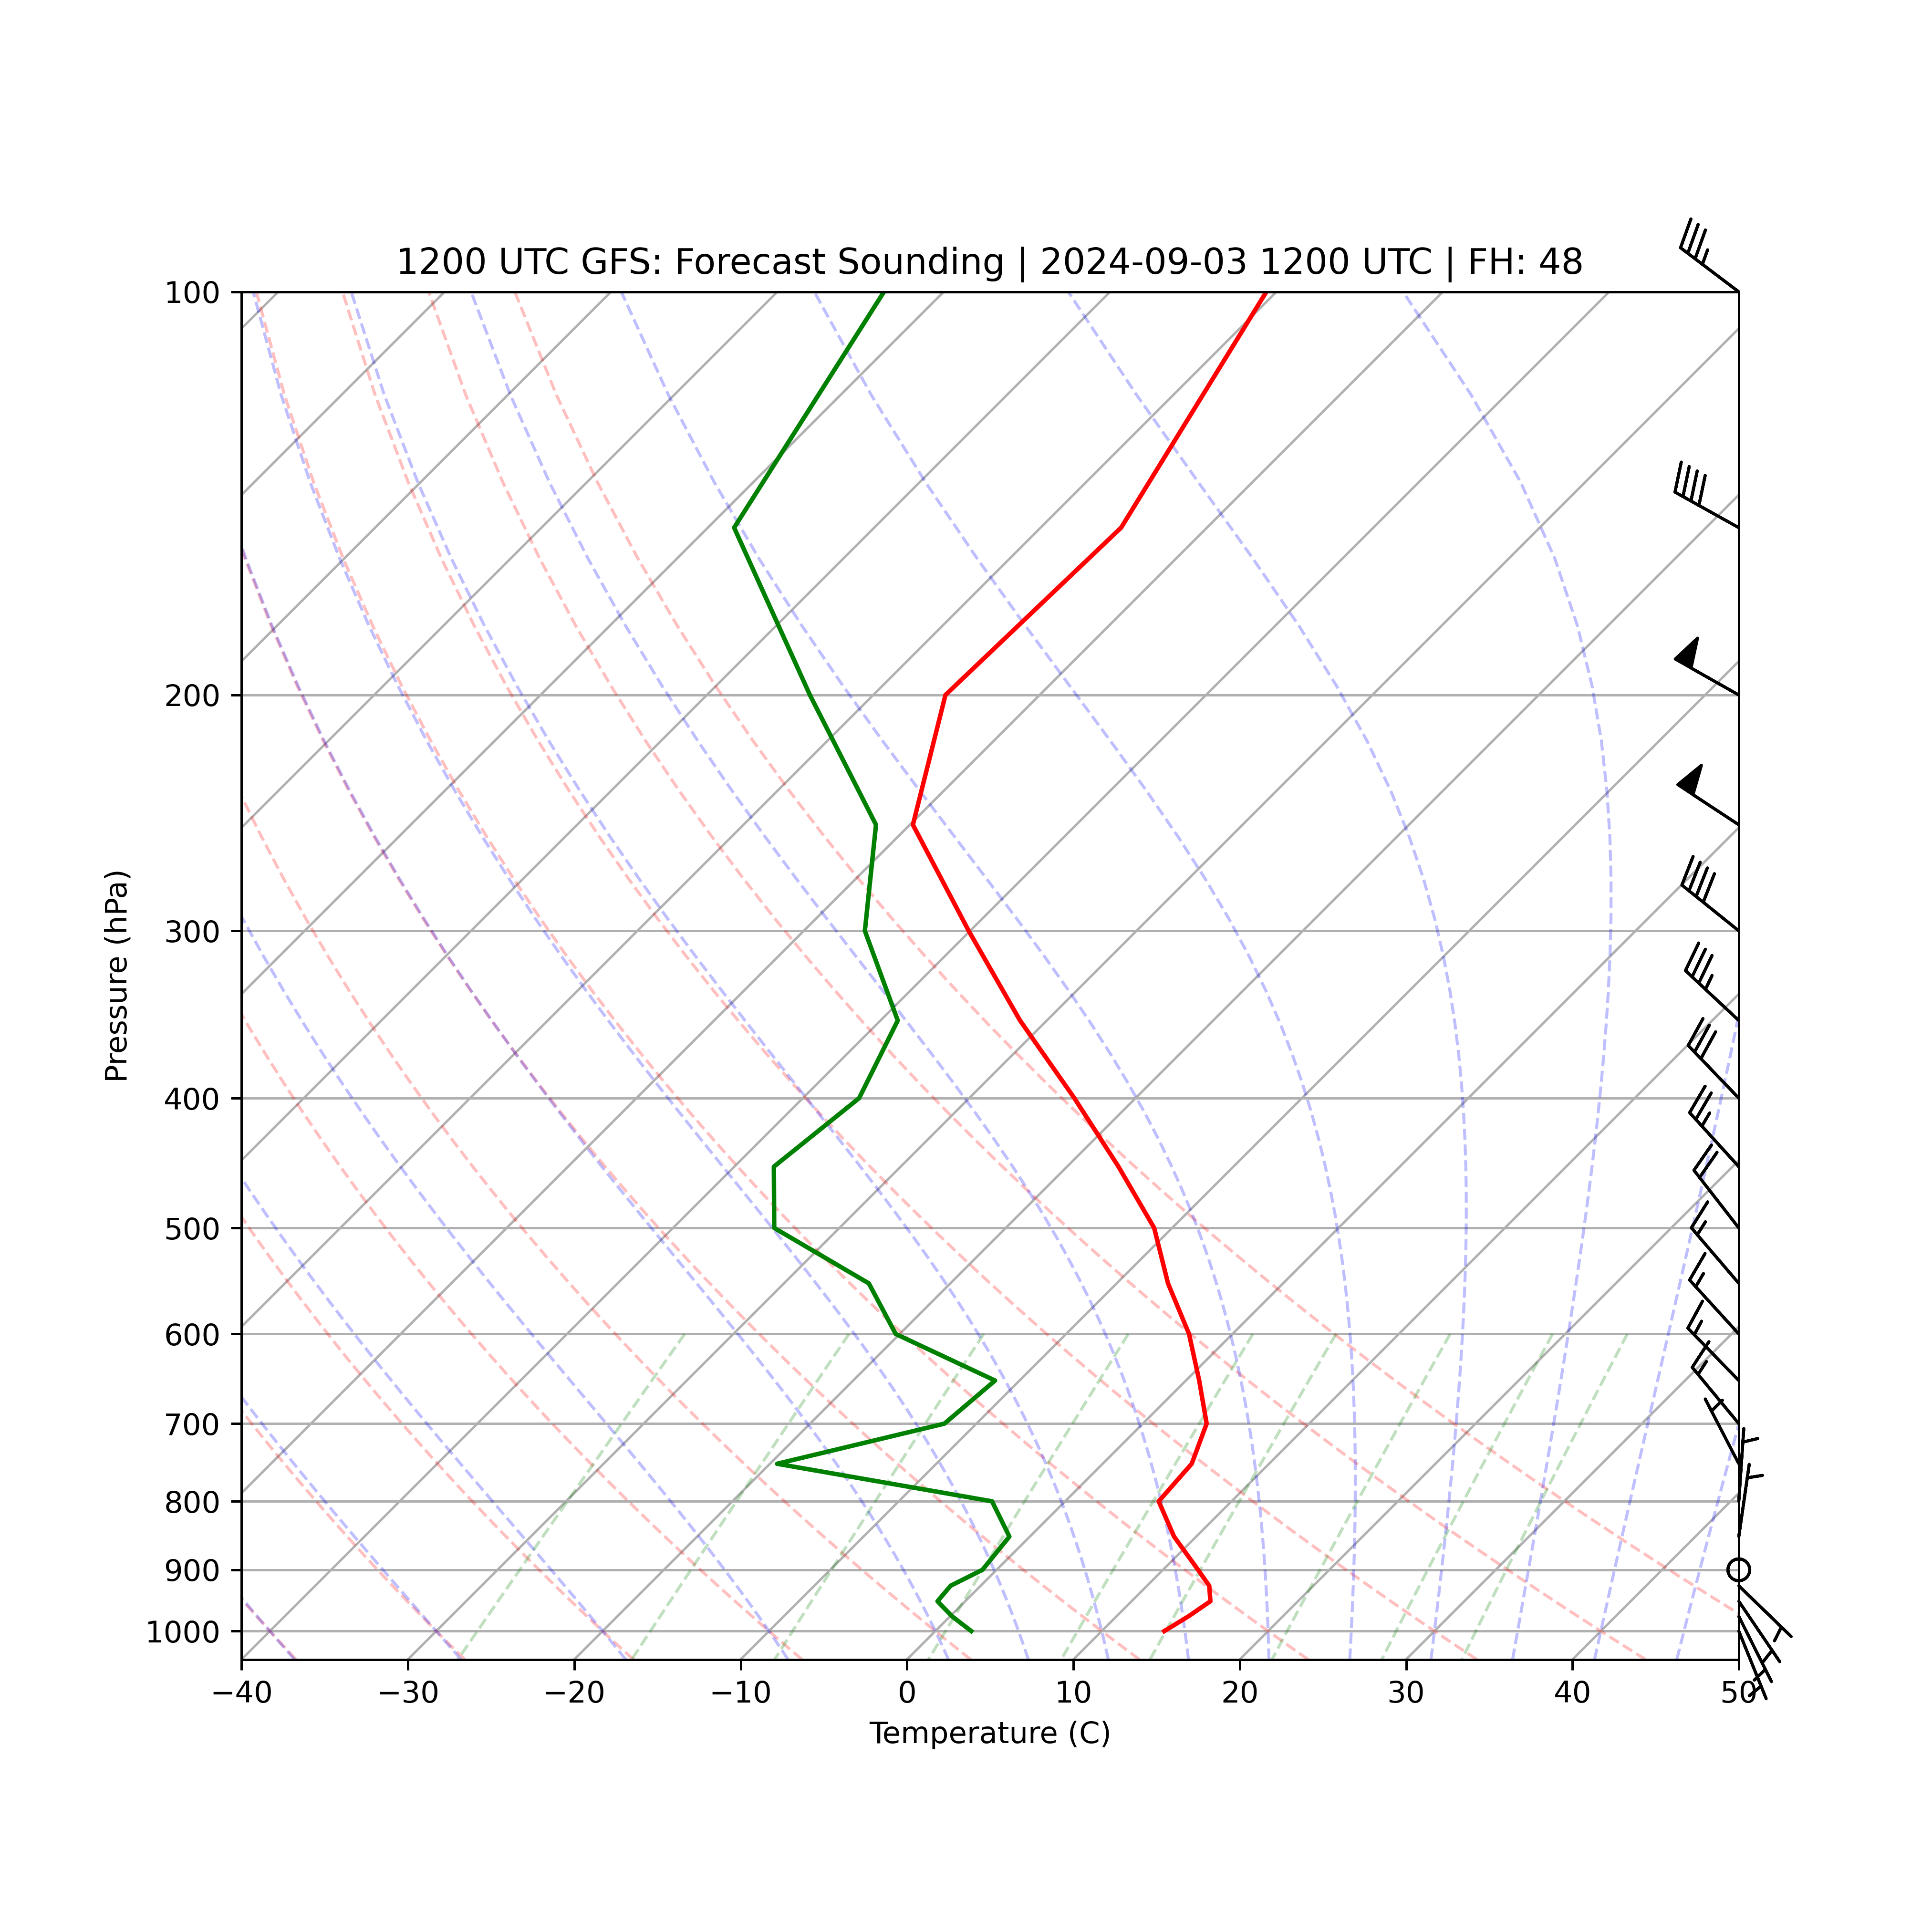 1200 UTC GFS: Forecast Sounding | 2024-09-03 1200 UTC | FH: 48
100
200
300
400
500
600
700
800
900
1000
Pressure (hPa)
−40 −30 −20 −10 0 10 20 30 40 50
Temperature (C)